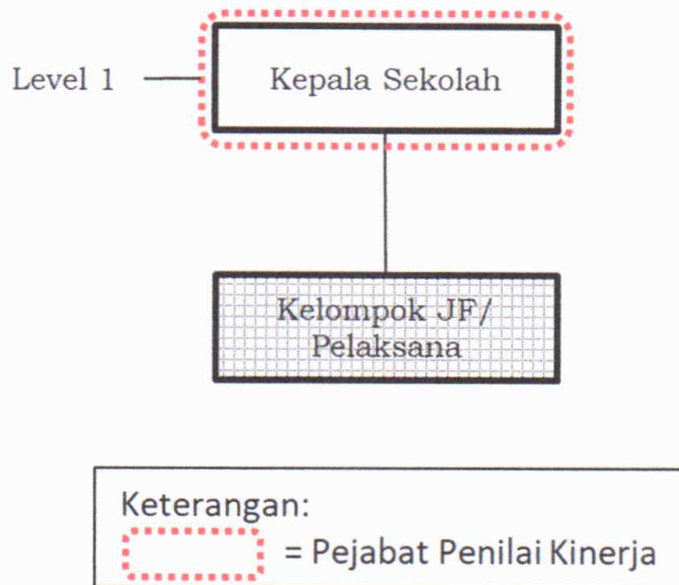 Level 1
Kepala Sekolah
Kelompok JF/
Pelaksana
Keterangan:
= Pejabat Penilai Kinerja